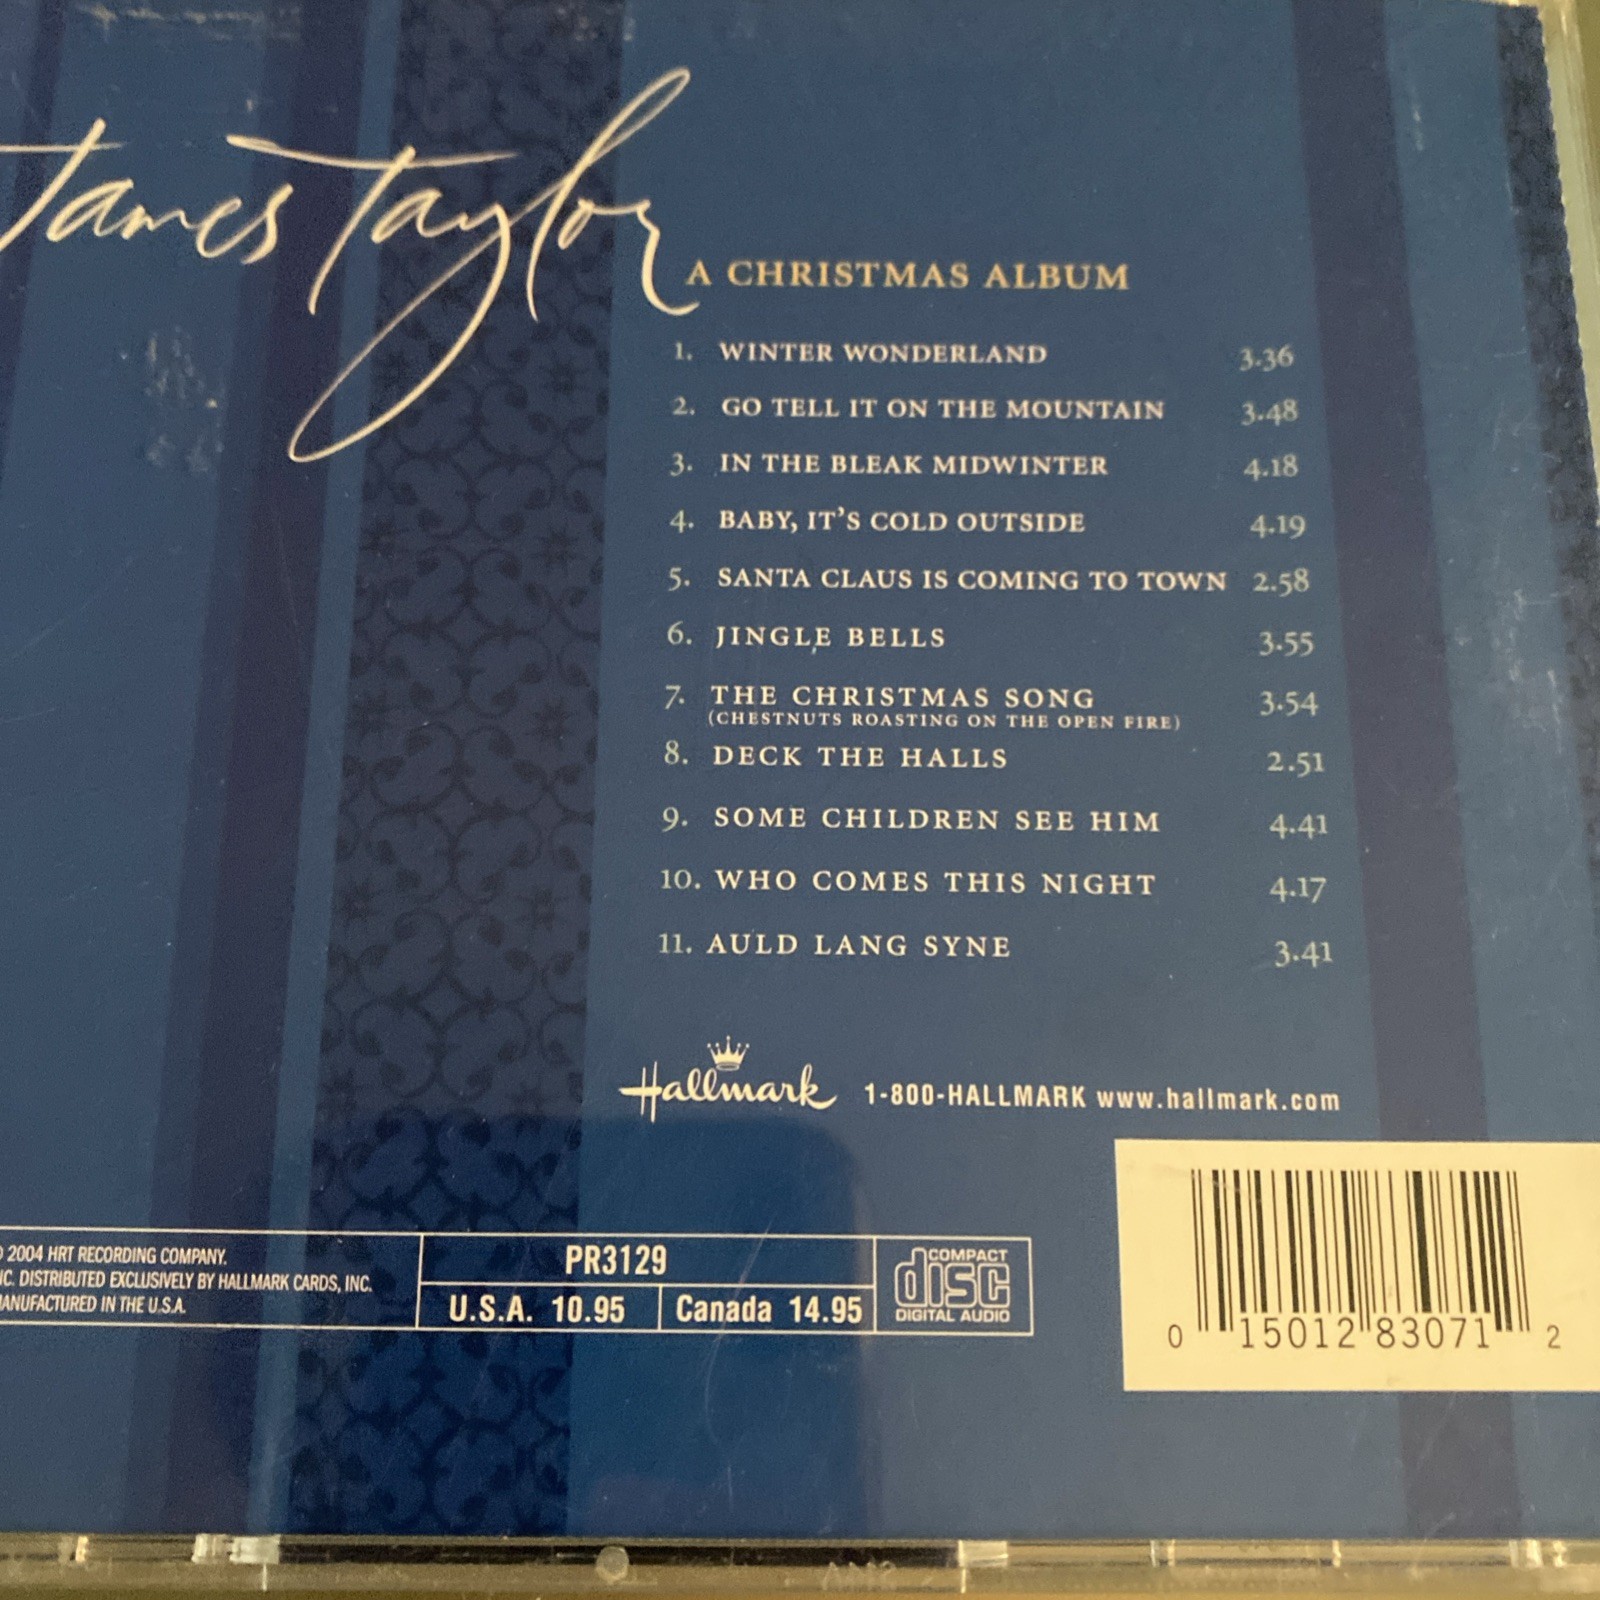 James Taylor
A CHRISTMAS ALBUM
1. WINTER WONDERLAND 3.36
2. GO TELL IT ON THE MOUNTAIN 3.48
3. IN THE BLEAK MIDWINTER 4.18
4. BABY, IT'S COLD OUTSIDE 4.19
5. SANTA CLAUS IS COMING TO TOWN 2.58
6. JINGLE BELLS 3.55
7. THE CHRISTMAS SONG 3.54
(CHESTNUTS ROASTING ON THE OPEN FIRE)
8. DECK THE HALLS 2.51
9. SOME CHILDREN SEE HIM 4.41
10. WHO COMES THIS NIGHT 4.17
11. AULD LANG SYNE 3.41
Hallmark 1-800-HALLMARK www.hallmark.com
2004 HRT RECORDING COMPANY.
DISTRIBUTED EXCLUSIVELY BY HALLMARK CARDS, INC.
IN THE U.S.A.
PR3129
U.S.A. 10.95 Canada 14.95
COMPACT
disc
DIGITAL AUDIO
0 15012 83071 2